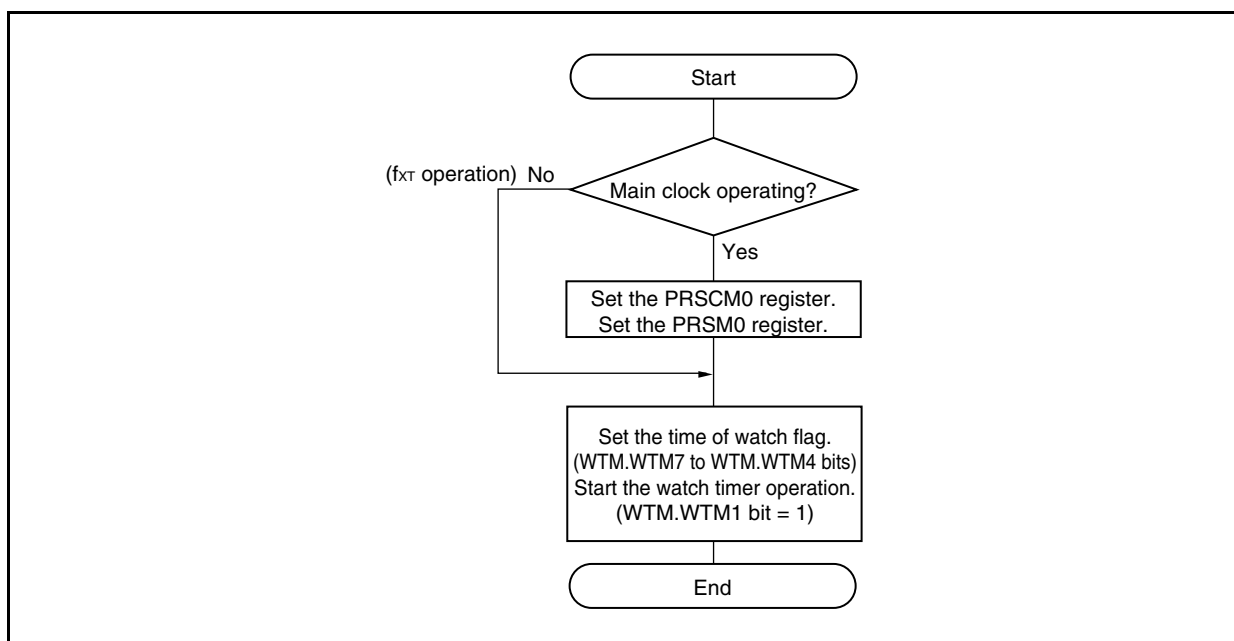 Start
(fXT operation) No
Main clock operating?
Yes
Set the PRSCM0 register.
Set the PRSM0 register.
Set the time of watch flag.
(WTM.WTM7 to WTM.WTM4 bits)
Start the watch timer operation.
(WTM.WTM1 bit = 1)
End